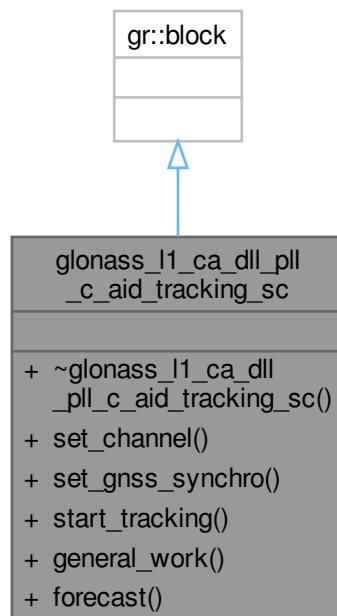 gr::block
glonass_l1_ca_dll_pll
_c_aid_tracking_sc
+ ~glonass_l1_ca_dll
_pll_c_aid_tracking_sc()
+ set_channel()
+ set_gnss_synchro()
+ start_tracking()
+ general_work()
+ forecast()